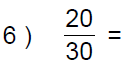 6 ) 20/30 =